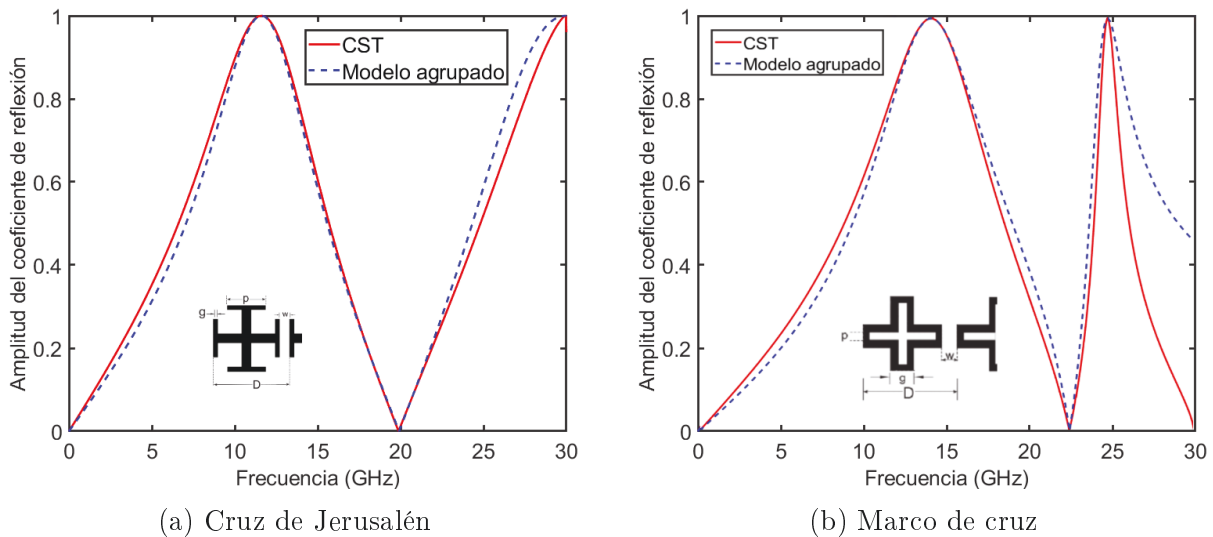 Amplitud del coeficiente de reflexión
1
0.8
0.6
0.4
0.2
0
CST
Modelo agrupado
p
g
w
D
0 5 10 15 20 25 30
Frecuencia (GHz)
(a) Cruz de Jerusalén
Amplitud del coeficiente de reflexión
1
0.8
0.6
0.4
0.2
0
CST
Modelo agrupado
p
w
g
D
0 5 10 15 20 25 30
Frecuencia (GHz)
(b) Marco de cruz